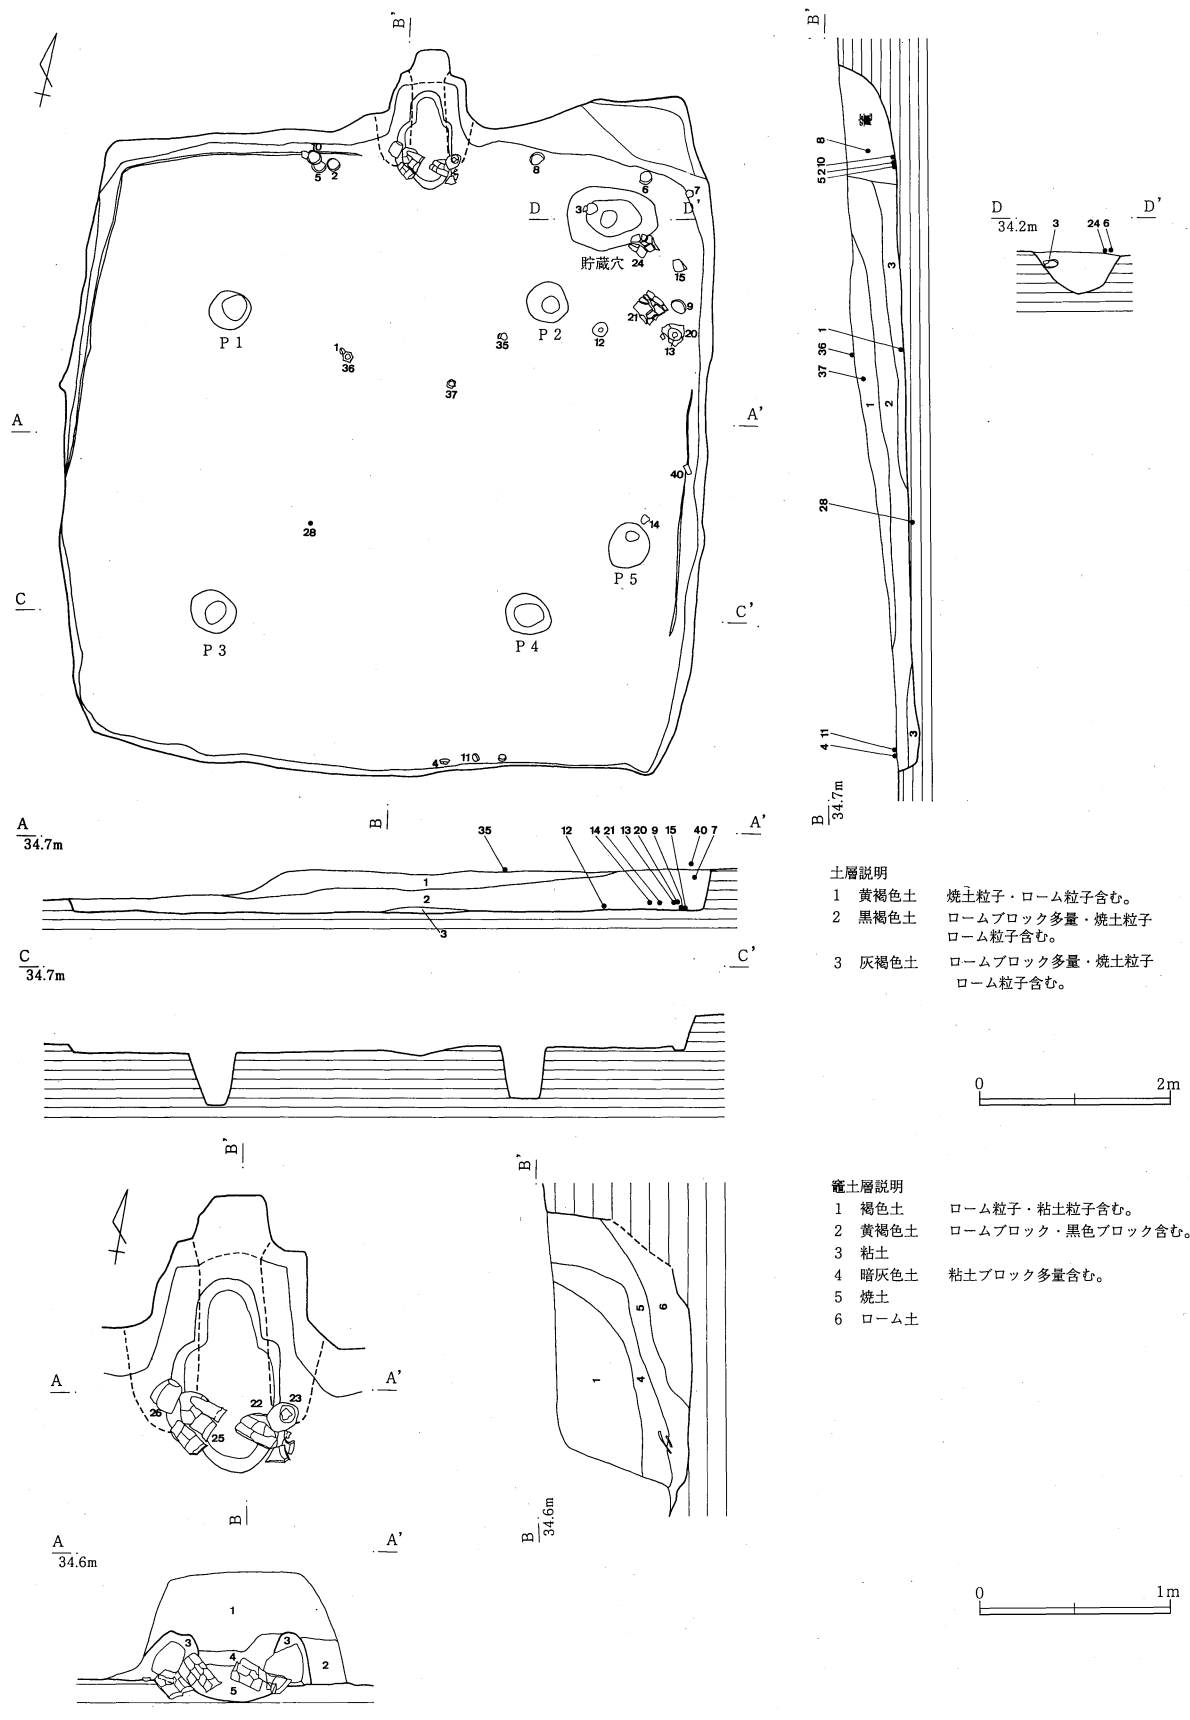 B'
B'
10
5
2
8
6
7
D
3
D'
24
貯蔵穴
15
9
21
20
13
12
35
P 1
P 2
1
36
37
A
A'
40
28
14
P 5
C
C'
P 3
P 4
4
11
竈
8
10
2
5
3
1
36
37
1
2
28
11
4
3
B
34.7m
D
34.2m
D'
3
24 6
A
34.7m
B
A'
35
12
14 21 13 20 9 15
40 7
1
2
3
C
34.7m
C'
土層説明
1 黄褐色土 焼土粒子・ローム粒子含む。
2 黒褐色土 ロームブロック多量・焼土粒子
ローム粒子含む。
3 灰褐色土 ロームブロック多量・焼土粒子
ローム粒子含む。
0 2m
B'
A
A'
26
25
22
23
B
B'
1
4
5
6
B
34.6m
竈土層説明
1 褐色土 ローム粒子・粘土粒子含む。
2 黄褐色土 ロームブロック・黒色ブロック含む。
3 粘土
4 暗灰色土 粘土ブロック多量含む。
5 焼土
6 ローム土
A
34.6m
A'
1
3
3
4
2
5
0 1m